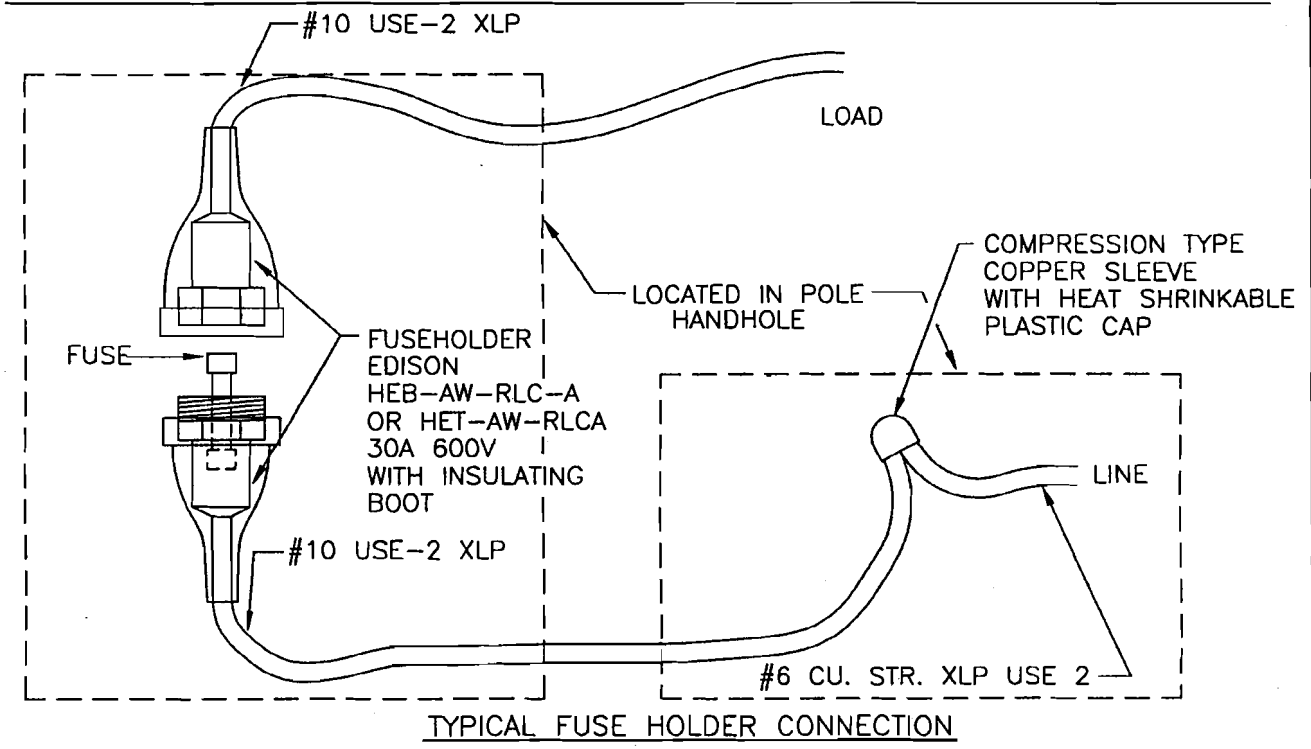 #10 USE-2 XLP
LOAD
COMPRESSION TYPE
COPPER SLEEVE
WITH HEAT SHRINKABLE
PLASTIC CAP
LOCATED IN POLE
HANDHOLE
FUSE
FUSEHOLDER
EDISON
HEB-AW-RLC-A
OR HET-AW-RLCA
30A 600V
WITH INSULATING
BOOT
LINE
#10 USE-2 XLP
#6 CU. STR. XLP USE 2
TYPICAL FUSE HOLDER CONNECTION